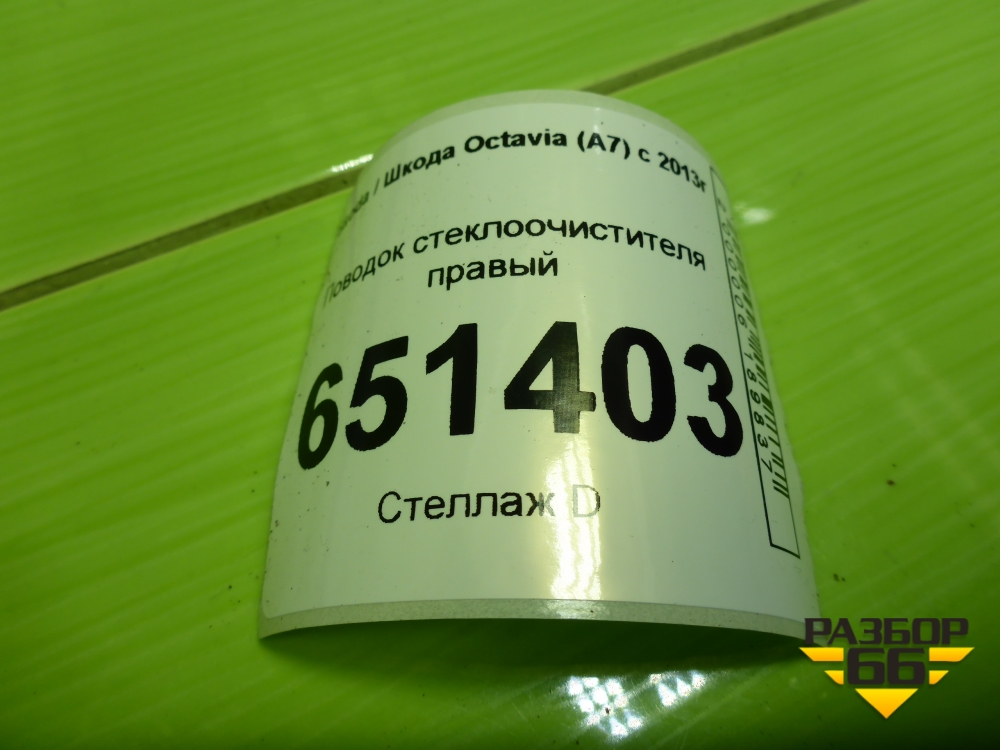 / Шкода Octavia (A7) с 2013г
Поводок стеклоочистителя
правый
651403
Стеллаж D
РАЗБОР
66